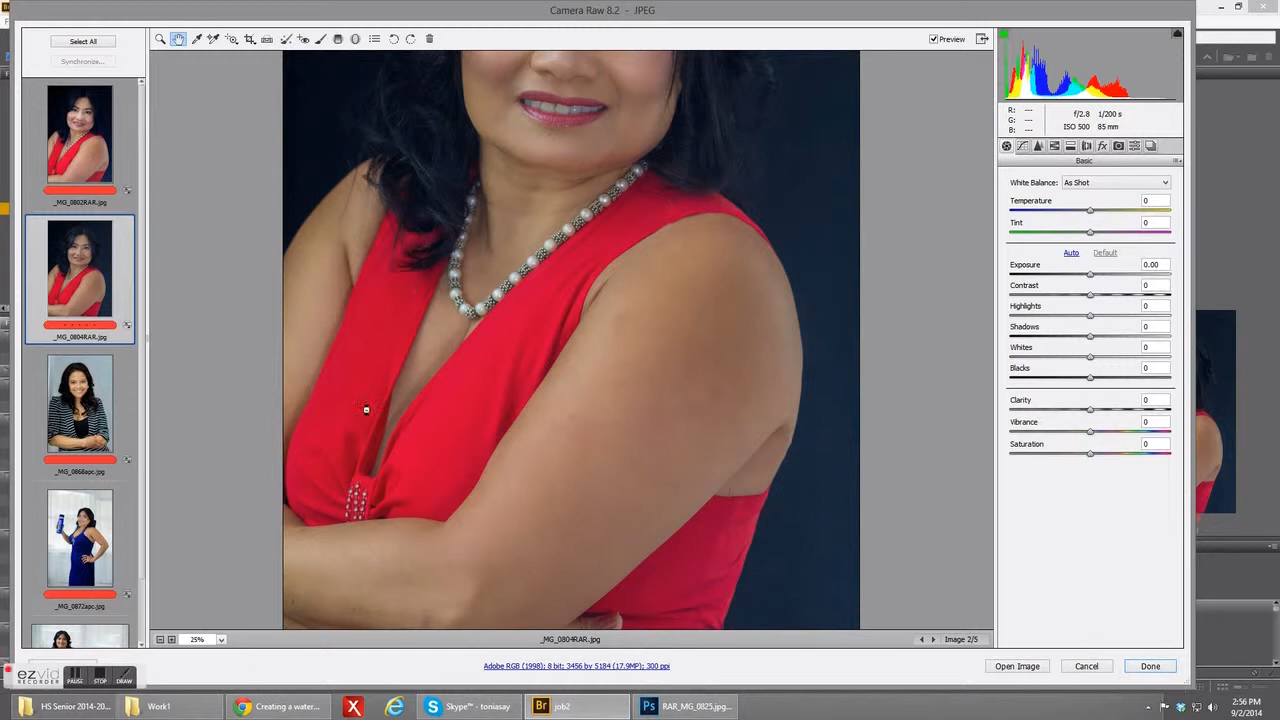 Camera Raw 8.2 - JPEG
Select All
Synchronize...
Preview
_MG_0802RAR.jpg
_MG_0804RAR.jpg
_MG_0868apc.jpg
_MG_0872apc.jpg
R: ---
G: ---
B: ---
f/2.8 1/200 s
ISO 500 85 mm
Basic
White Balance: As Shot
Temperature 0
Tint 0
Auto Default
Exposure 0.00
Contrast 0
Highlights 0
Shadows 0
Whites 0
Blacks 0
Clarity 0
Vibrance 0
Saturation 0
25%
_MG_0804RAR.jpg
Image 2/5
Adobe RGB (1998); 8 bit; 3456 by 5184 (17.9MP); 300 ppi
Open Image
Cancel
Done
ezvid
RECORDER
PAUSE
STOP
DRAW
HS Senior 2014-20...
Work1
Creating a water...
Skype™ - toniasay
Br job2
Ps RAR_MG_0825.jpg...
2:56 PM
9/2/2014